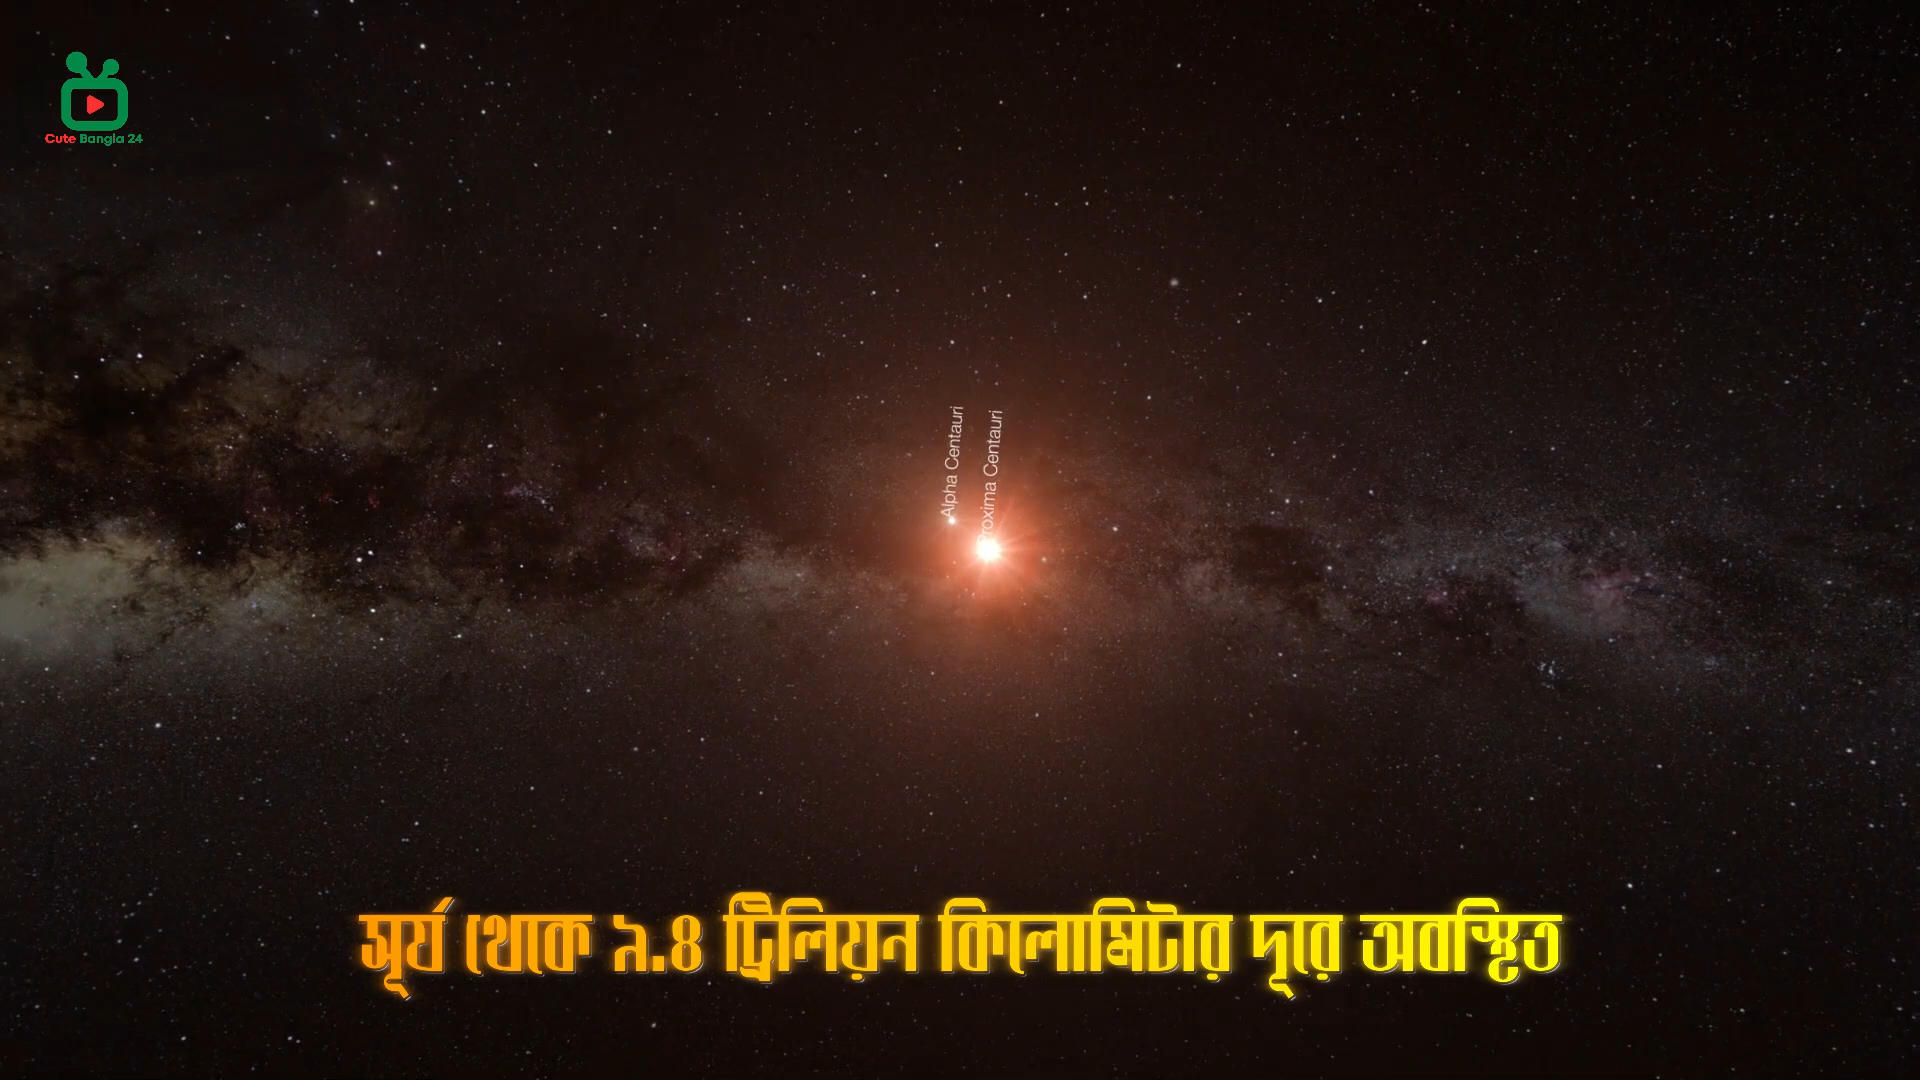 Cute Bangla 24
Alpha Centauri
Proxima Centauri
সূর্য থেকে ৯.৪ ট্রিলিয়ন কিলোমিটার দূরে অবস্থিত